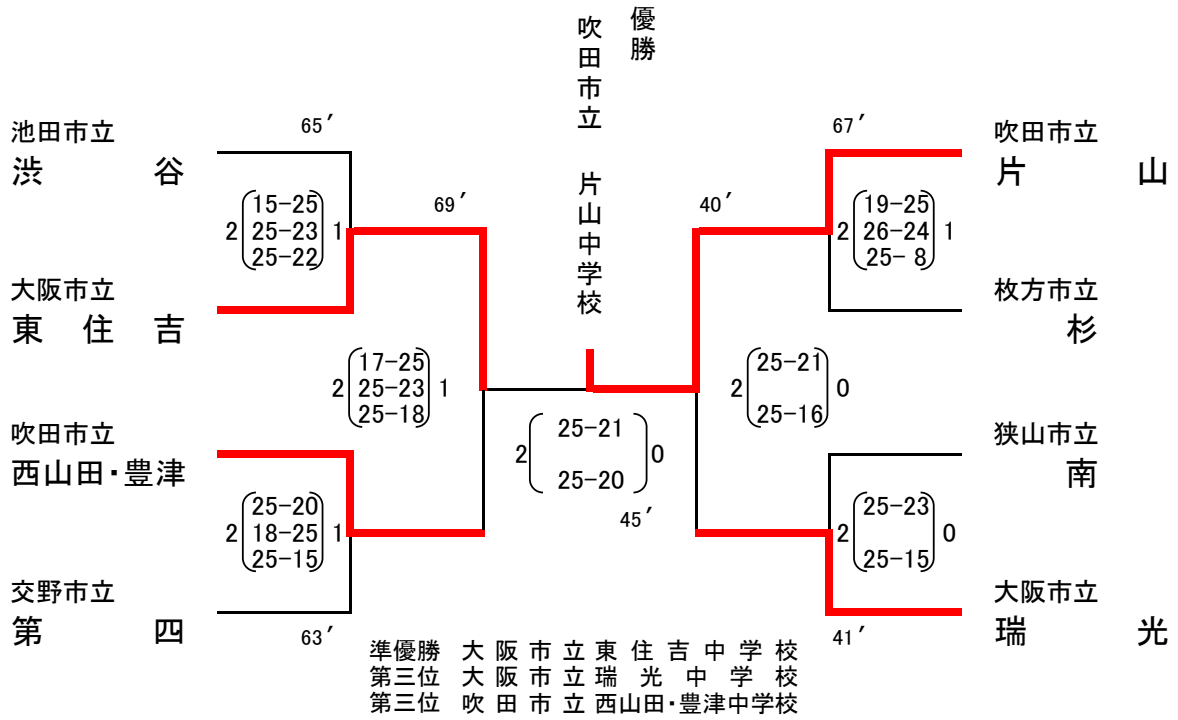 優勝
吹田市立 片山中学校
池田市立
渋 谷
65′
2 15-25 1
25-23
25-22
大阪市立
東 住 吉
69′
2 17-25 1
25-23
25-18
吹田市立
西山田・豊津
2 25-20 1
18-25
25-15
交野市立
第 四
63′
2 25-21 0
25-20
45′
67′
吹田市立
片 山
40′
2 19-25 1
26-24
25- 8
枚方市立
杉
2 25-21 0
25-16
狭山市立
南
2 25-23 0
25-15
大阪市立
瑞 光
41′
準優勝 大阪市立東住吉中学校
第三位 大阪市立瑞光中学校
第三位 吹田市立西山田・豊津中学校